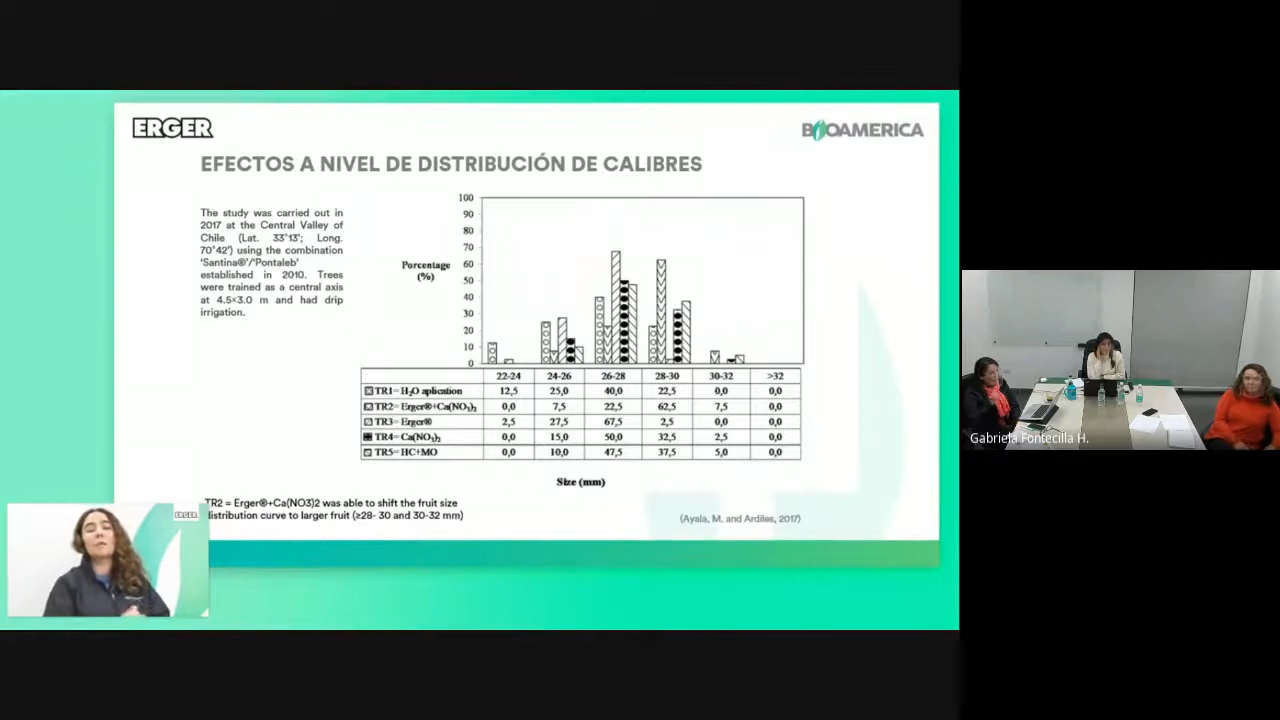 ERGER
BIOAMERICA
EFECTOS A NIVEL DE DISTRIBUCIÓN DE CALIBRES
The study was carried out in
2017 at the Central Valley of
Chile (Lat. 33°13'; Long.
70°42') using the combination
'Santina®'/'Pontaleb'
established in 2010. Trees
were trained as a central axis
at 4.5×3.0 m and had drip
irrigation.
Porcentage
(%)
100
90
80
70
60
50
40
30
20
10
0
22-24 24-26 26-28 28-30 30-32 >32
TR1= H₂O aplication 12,5 25,0 40,0 22,5 0,0 0,0
TR2= Erger®+Ca(NO₃)₂ 0,0 7,5 22,5 62,5 7,5 0,0
TR3= Erger® 2,5 27,5 67,5 2,5 0,0 0,0
TR4= Ca(NO₃)₂ 0,0 15,0 50,0 32,5 2,5 0,0
TR5= HC+MO 0,0 10,0 47,5 37,5 5,0 0,0
Size (mm)
TR2 = Erger®+Ca(NO3)2 was able to shift the fruit size
distribution curve to larger fruit (≥28- 30 and 30-32 mm)
(Ayala, M. and Ardiles, 2017)
ERGER
Gabriela Fontecilla H.